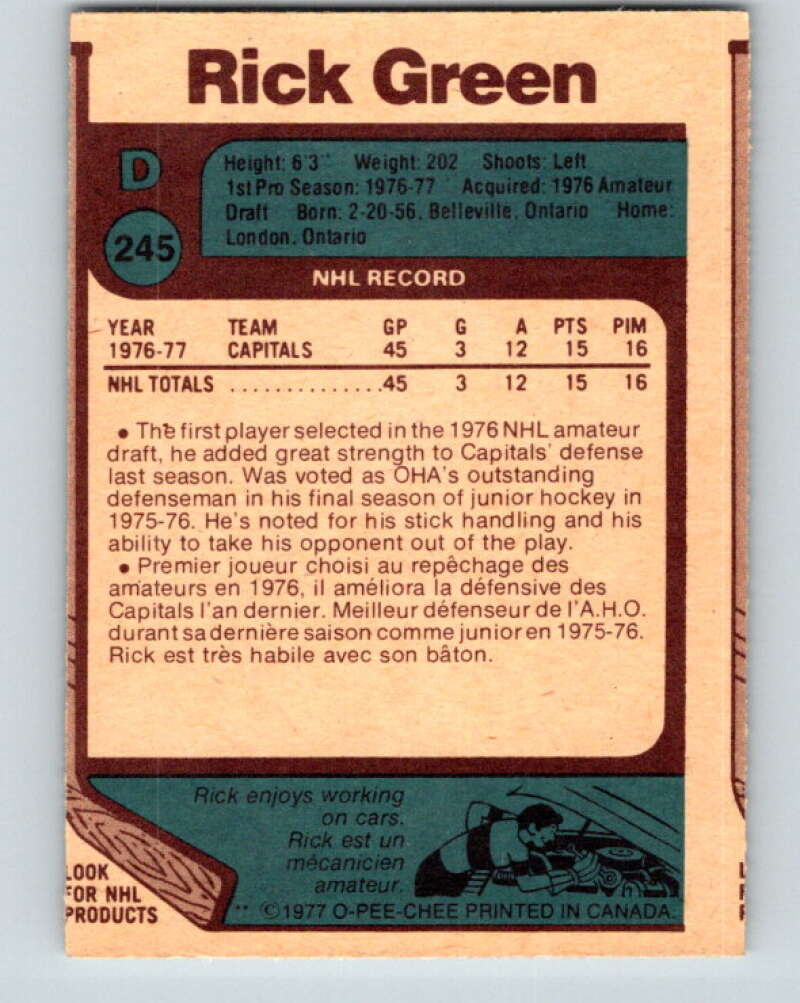 Rick Green
D
245
Height: 6'3" Weight: 202 Shoots: Left
1st Pro Season: 1976-77 Acquired: 1976 Amateur
Draft Born: 2-20-56, Belleville, Ontario Home:
London, Ontario
NHL RECORD
YEAR TEAM GP G A PTS PIM
1976-77 CAPITALS 45 3 12 15 16
NHL TOTALS ...............45 3 12 15 16
• The first player selected in the 1976 NHL amateur
draft, he added great strength to Capitals' defense
last season. Was voted as OHA's outstanding
defenseman in his final season of junior hockey in
1975-76. He's noted for his stick handling and his
ability to take his opponent out of the play.
• Premier joueur choisi au repêchage des
amateurs en 1976, il améliora la défensive des
Capitals l'an dernier. Meilleur défenseur de l'A.H.O.
durant sa dernière saison comme junior en 1975-76.
Rick est très habile avec son bâton.
Rick enjoys working
on cars.
Rick est un
mécanicien
amateur.
LOOK
FOR NHL
PRODUCTS
** ©1977 O-PEE-CHEE PRINTED IN CANADA.